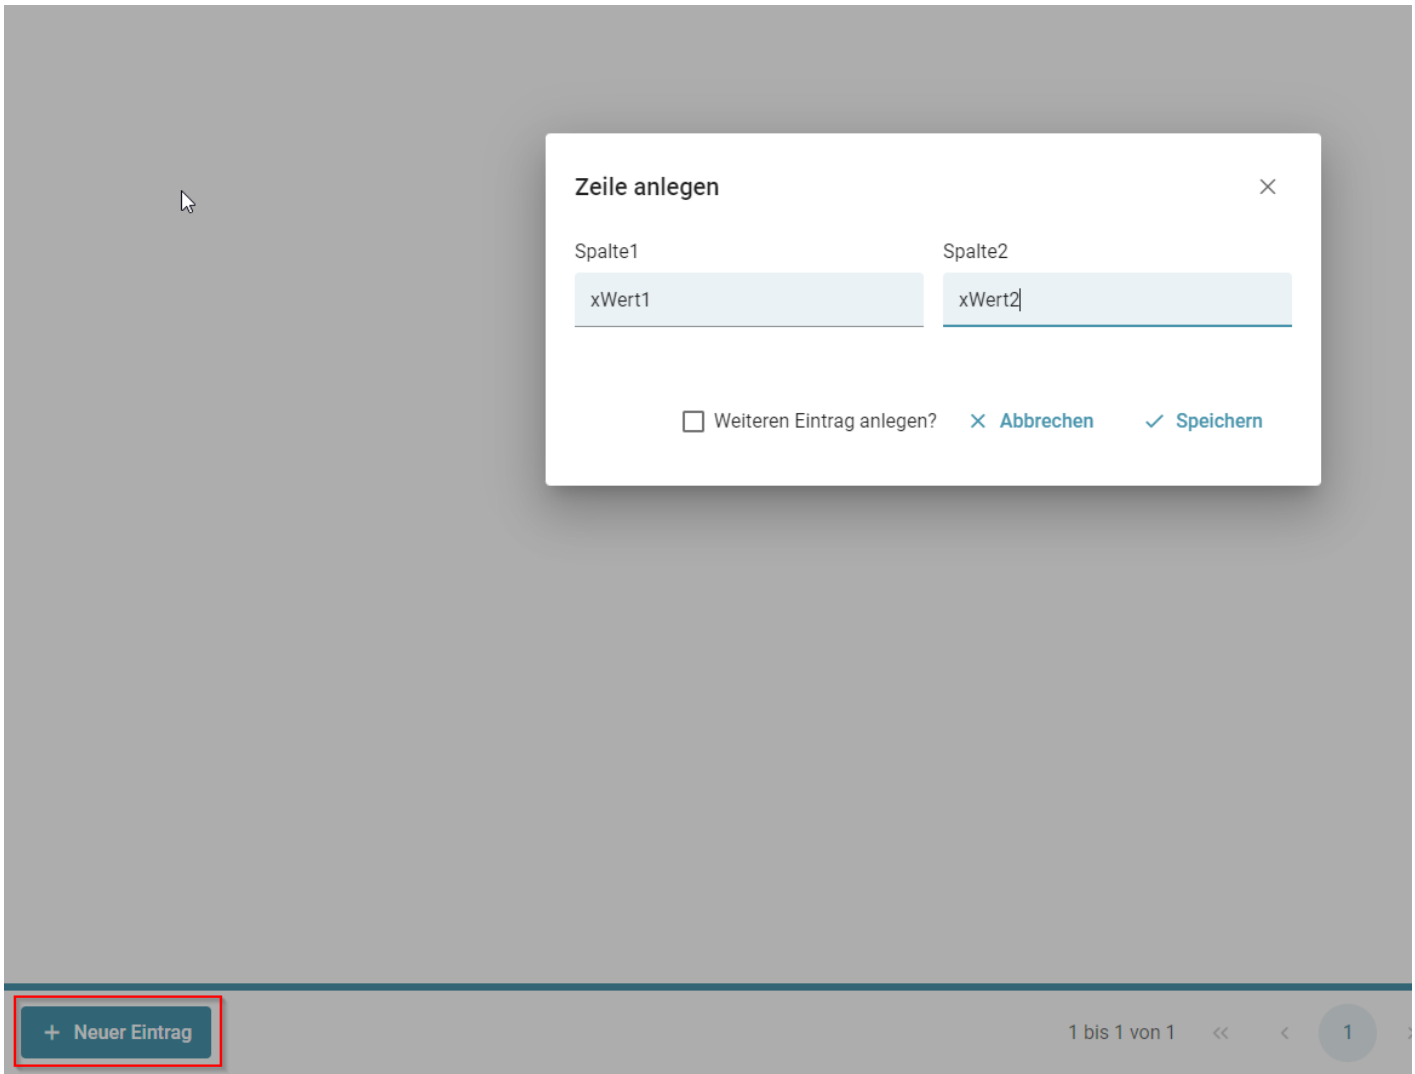 Zeile anlegen
Spalte1 Spalte2
xWert1 xWert2
Weiteren Eintrag anlegen? Abbrechen Speichern
+ Neuer Eintrag 1 bis 1 von 1 << < 1 >